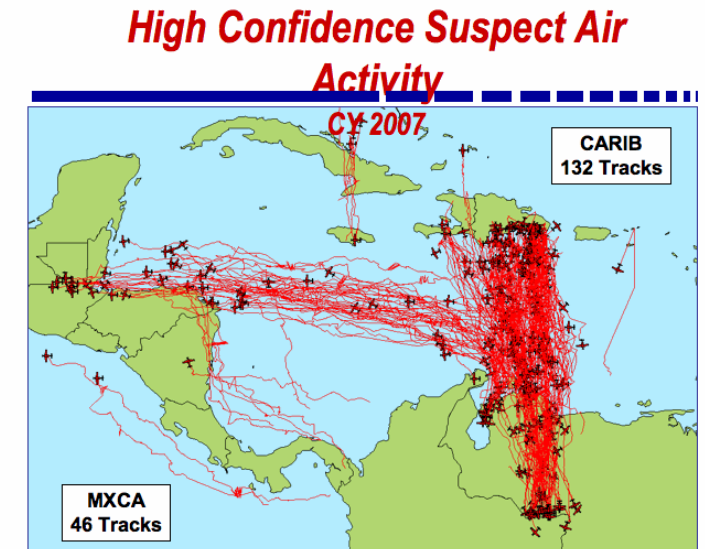 High Confidence Suspect Air
Activity
CY 2007
CARIB
132 Tracks
MXCA
46 Tracks